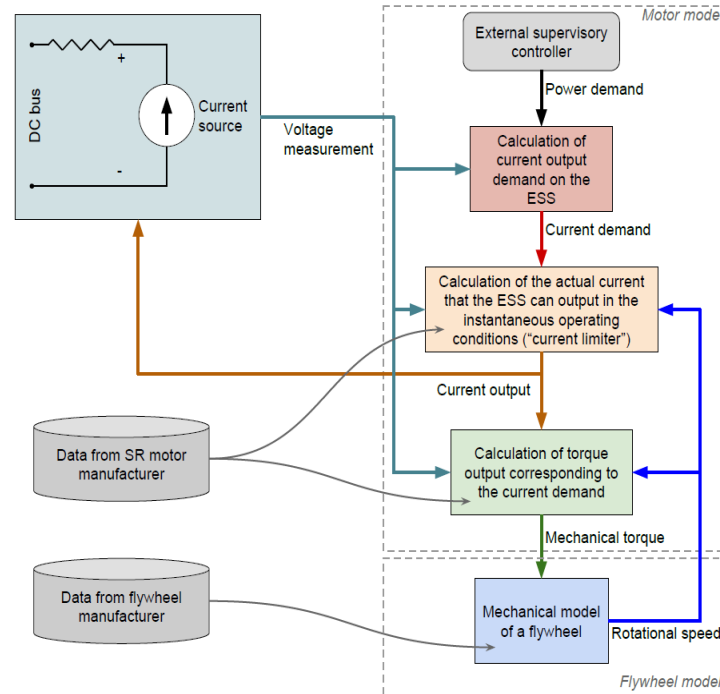 Motor model
External supervisory
controller
Power demand
DC bus
+
-
Current
source
Voltage
measurement
Calculation of
current output
demand on the
ESS
Current demand
Calculation of the actual current
that the ESS can output in the
instantaneous operating
conditions (“current limiter”)
Current output
Data from SR motor
manufacturer
Calculation of torque
output corresponding to
the current demand
Mechanical torque
Data from flywheel
manufacturer
Mechanical model
of a flywheel
Rotational speed
Flywheel model